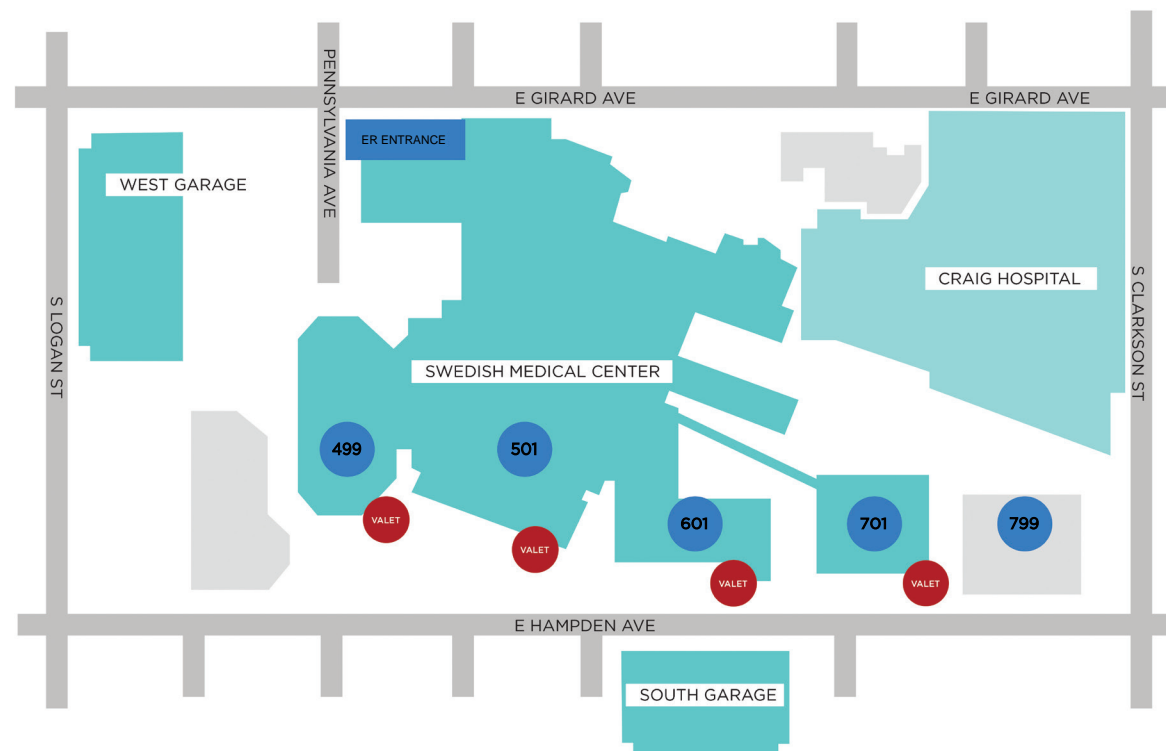 PENNSYLVANIA AVE
E GIRARD AVE
E GIRARD AVE
ER ENTRANCE
WEST GARAGE
CRAIG HOSPITAL
S LOGAN ST
S CLARKSON ST
SWEDISH MEDICAL CENTER
499
501
601
701
799
VALET
VALET
VALET
VALET
E HAMPDEN AVE
SOUTH GARAGE